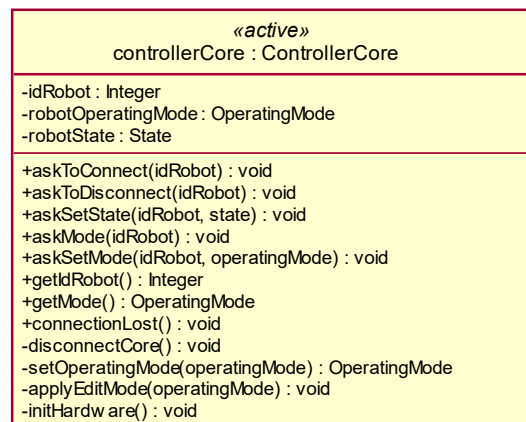 «active»
controllerCore : ControllerCore
-idRobot : Integer
-robotOperatingMode : OperatingMode
-robotState : State
+askToConnect(idRobot) : void
+askToDisconnect(idRobot) : void
+askSetState(idRobot, state) : void
+askMode(idRobot) : void
+askSetMode(idRobot, operatingMode) : void
+getIdRobot() : Integer
+getMode() : OperatingMode
+connectionLost() : void
-disconnectCore() : void
-setOperatingMode(operatingMode) : OperatingMode
-applyEditMode(operatingMode) : void
-initHardware() : void